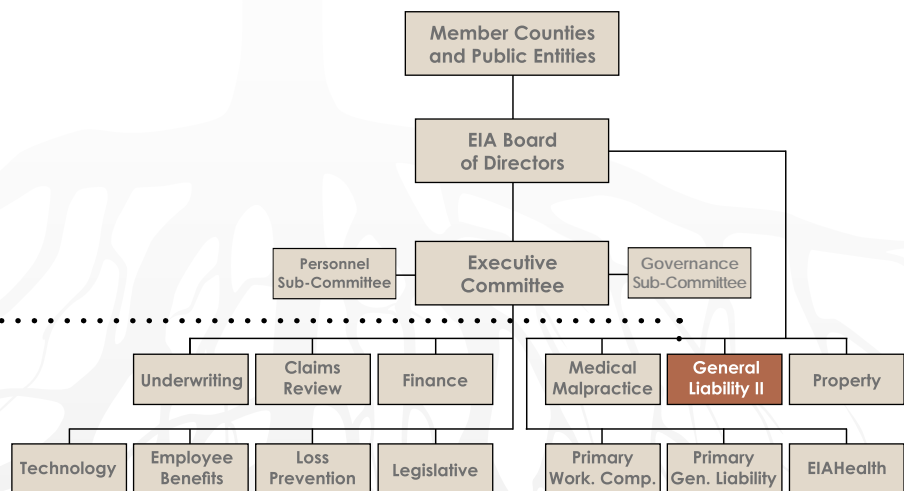 Member Counties
and Public Entities
EIA Board
of Directors
Personnel
Sub-Committee
Executive
Committee
Governance
Sub-Committee
Underwriting
Claims
Review
Finance
Medical
Malpractice
General
Liability II
Property
Technology
Employee
Benefits
Loss
Prevention
Legislative
Primary
Work. Comp.
Primary
Gen. Liability
EIAHealth